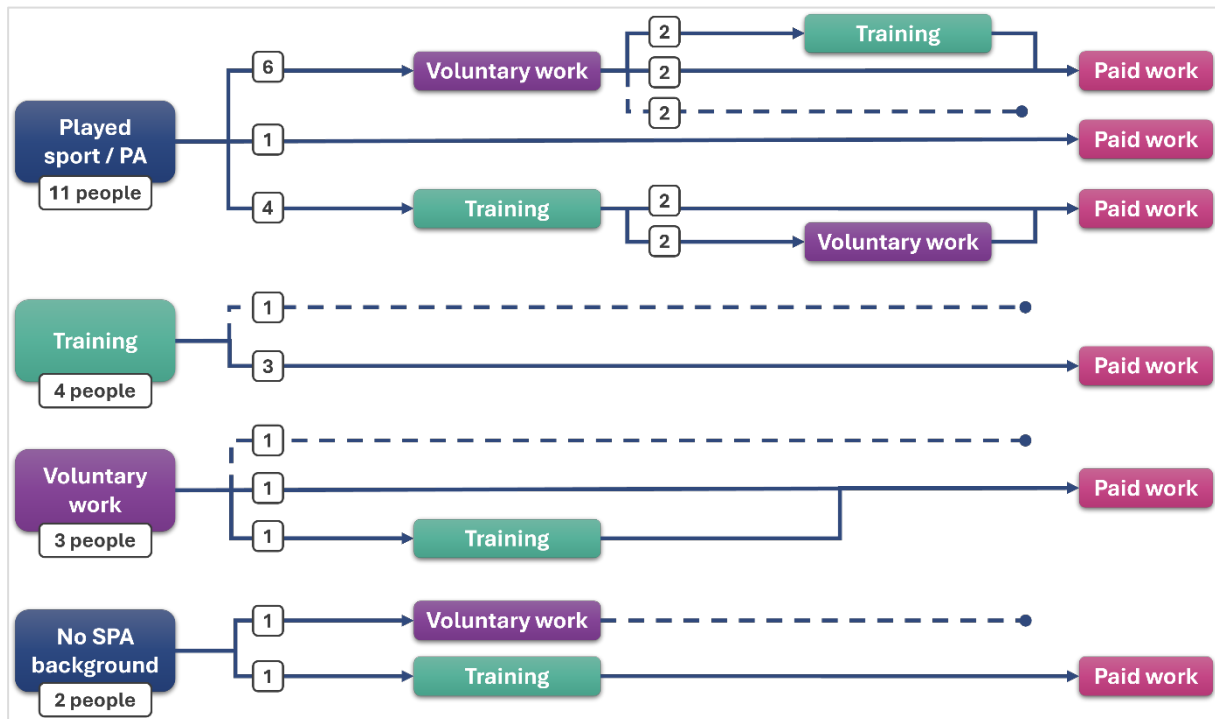 2
Training
6
Voluntary work
2
Paid work
2
Played
sport / PA
11 people
1
Paid work
4
Training
2
Paid work
2
Voluntary work
1
Training
4 people
3
Paid work
1
Voluntary
work
3 people
1
Paid work
1
Training
1
Voluntary work
No SPA
background
2 people
1
Training
Paid work